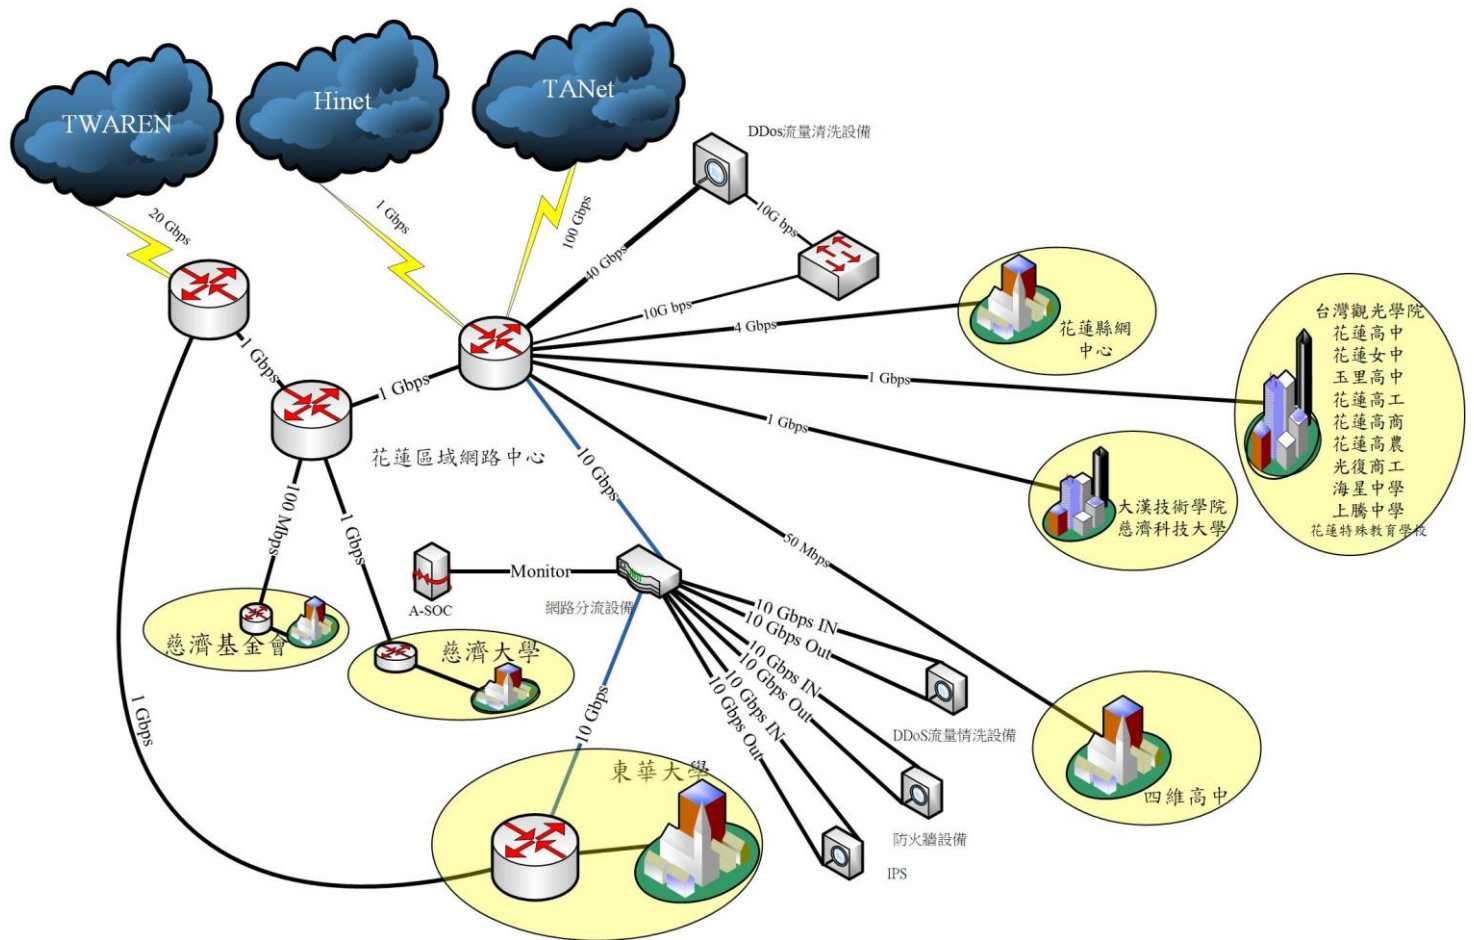 TWAREN
Hinet
TANet
DDos流量清洗設備
20 Gbps
1 Gbps
100 Gbps
40 Gbps
10G bps
10G bps
4 Gbps
花蓮縣網
中心
1 Gbps
1 Gbps
台灣觀光學院
花蓮高中
花蓮女中
玉里高中
花蓮高工
花蓮高商
花蓮高農
光復商工
海星中學
上騰中學
花蓮特殊教育學校
1 Gbps
1 Gbps
花蓮區域網路中心
10 Gbps
大漢技術學院
慈濟科技大學
100 Mbps
1 Gbps
50 Mbps
Monitor
A-SOC
網路分流設備
10 Gbps IN
10 Gbps Out
10 Gbps IN
10 Gbps Out
10 Gbps IN
10 Gbps Out
慈濟基金會
慈濟大學
1 Gbps
10 Gbps
DDoS流量情洗設備
東華大學
四維高中
防火牆設備
IPS